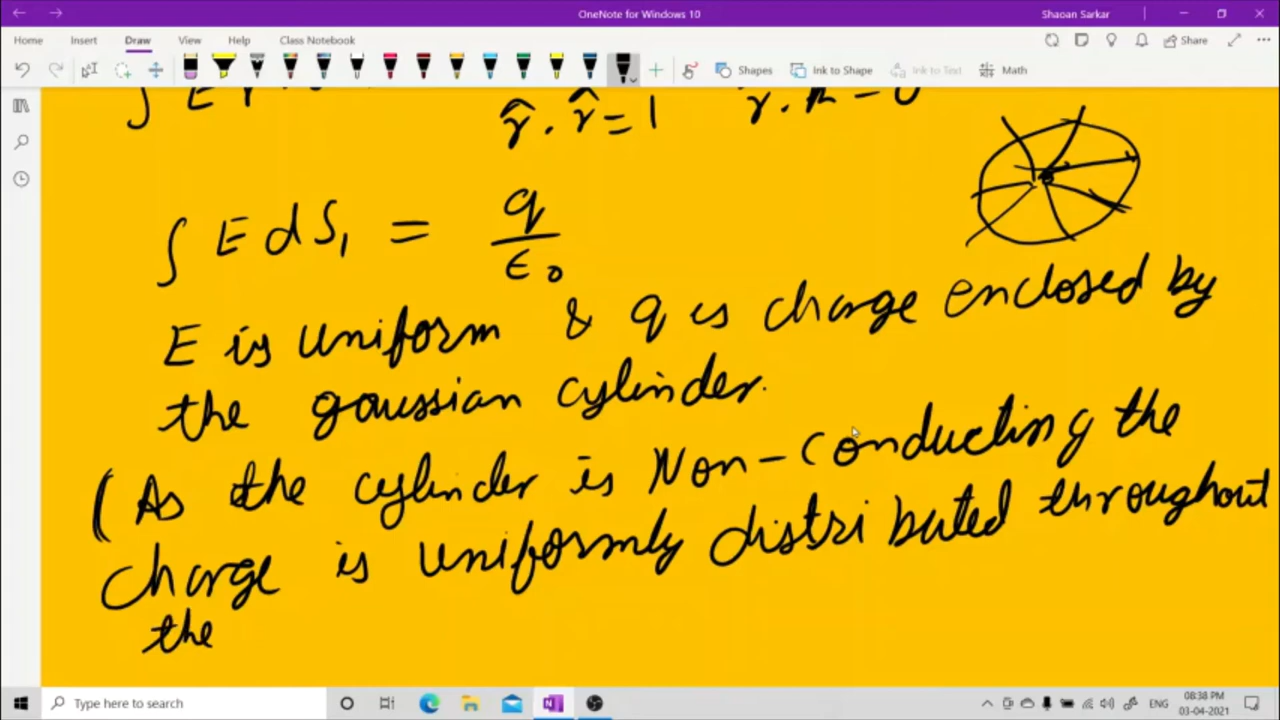 OneNote for Windows 10
Shaoan Sarkar
Home Insert Draw View Help Class Notebook
Share
Shapes Ink to Shape Ink to Text Math
r̂ . r̂ = 1
∫ E dS₁ = q/ϵ₀
E is uniform & q is charge enclosed by
the gaussian cylinder.
(As the cylinder is Non-conducting the
charge is uniformly distributed throughout
the
Type here to search
ENG
08:38 PM
03-04-2021